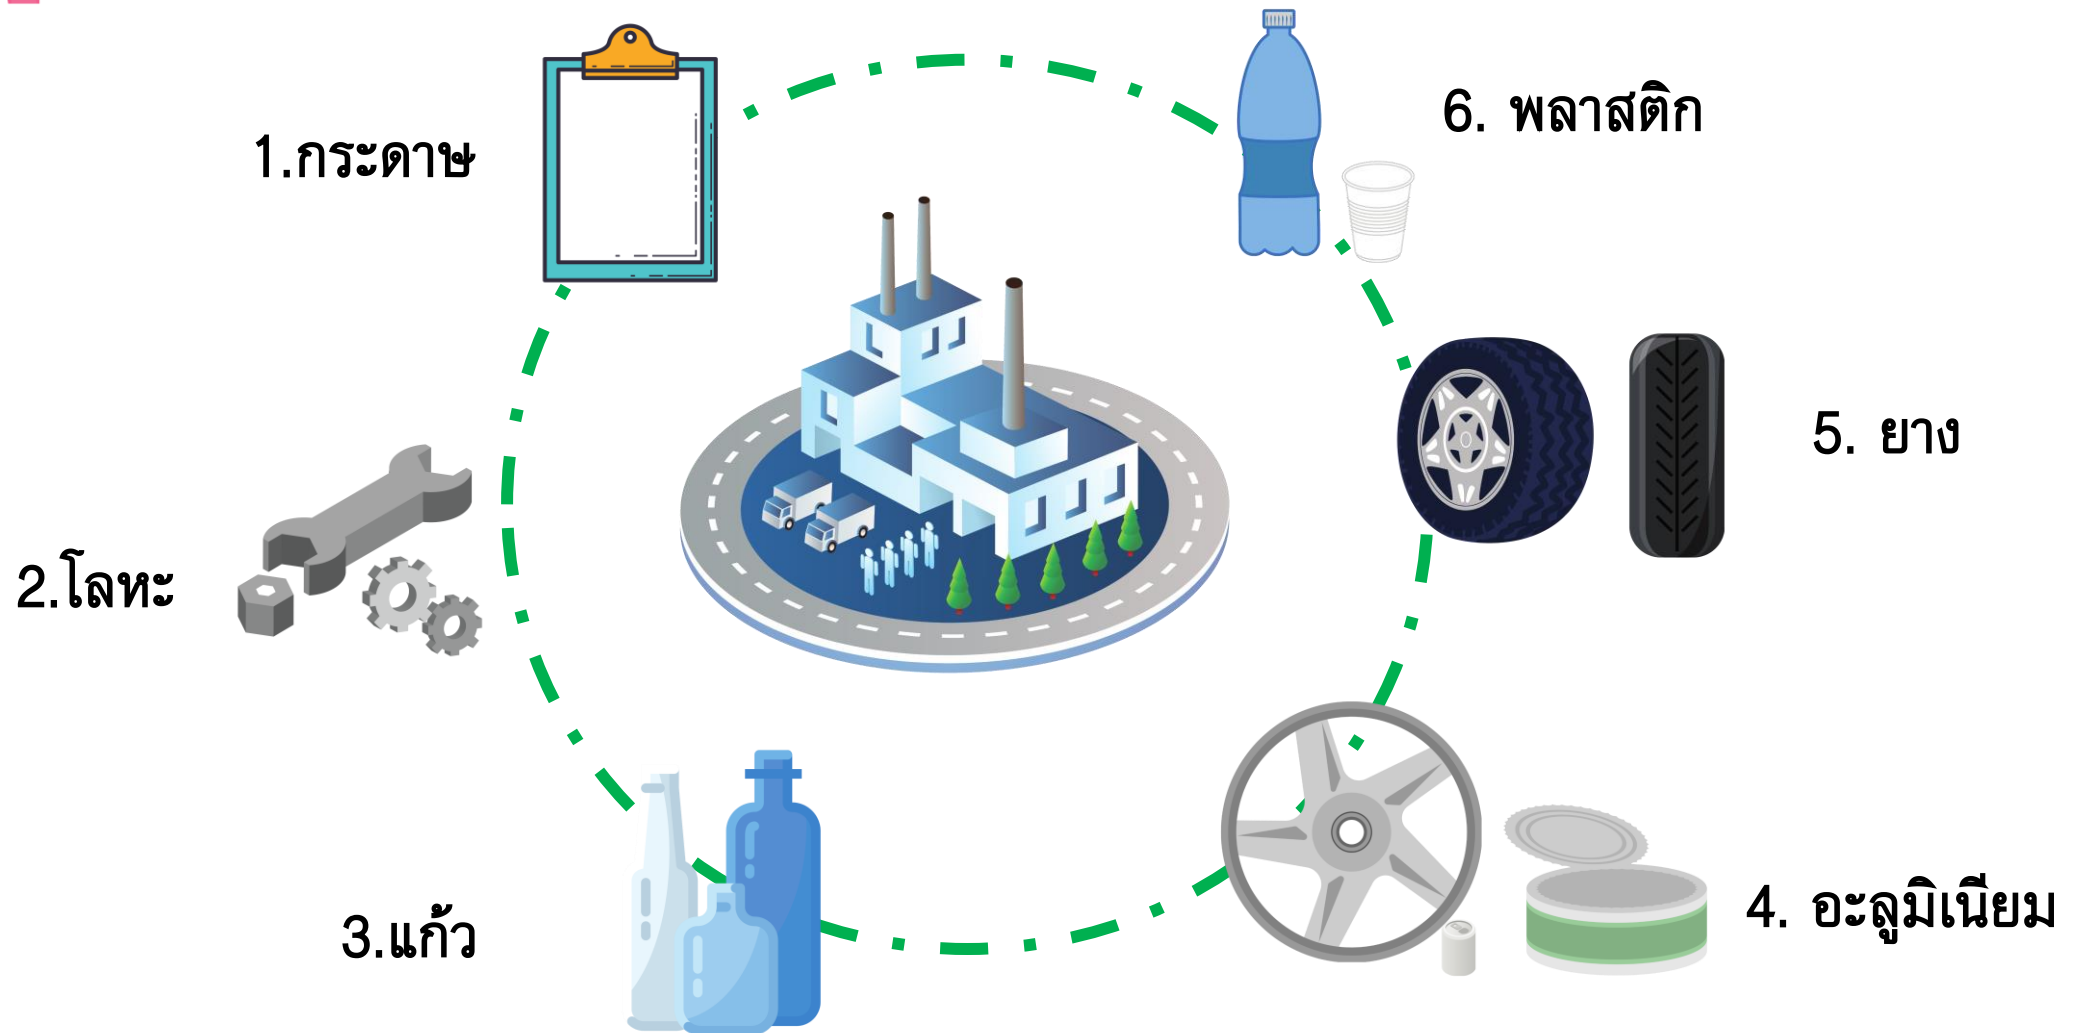 1.กระดาษ
2.โลหะ
3.แก้ว
4. อะลูมิเนียม
5. ยาง
6. พลาสติก